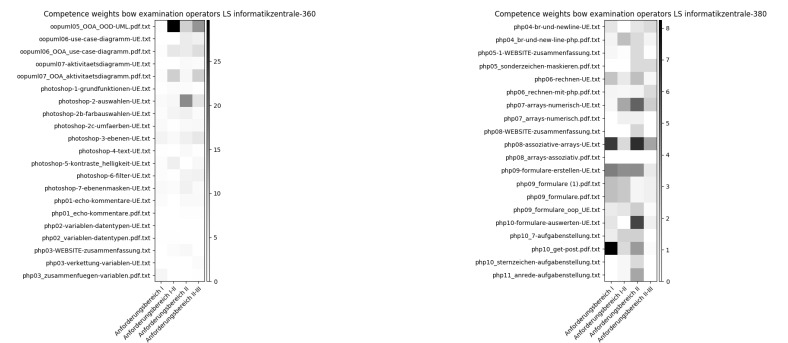 Competence weights bow examination operators LS informatikzentrale-360
oopuml05_OOA_OOD-UML.pdf.txt
oopuml06-use-case-diagramm-UE.txt
oopuml06_OOA_use-case-diagramm.pdf.txt
oopuml07-aktivitaetsdiagramm-UE.txt
oopuml07_OOA_aktivitaetsdiagramm.pdf.txt
photoshop-1-grundfunktionen-UE.txt
photoshop-2-auswahlen-UE.txt
photoshop-2b-farbauswahlen-UE.txt
photoshop-2c-umfaerben-UE.txt
photoshop-3-ebenen-UE.txt
photoshop-4-text-UE.txt
photoshop-5-kontraste_helligkeit-UE.txt
photoshop-6-filter-UE.txt
photoshop-7-ebenenmasken-UE.txt
php01-echo-kommentare-UE.txt
php01_echo-kommentare.pdf.txt
php02-variablen-datentypen-UE.txt
php02_variablen-datentypen.pdf.txt
php03-WEBSITE-zusammenfassung.txt
php03-verkettung-variablen-UE.txt
php03_zusammenfuegen-variablen.pdf.txt
Anforderungsbereich I
Anforderungsbereich I-II
Anforderungsbereich II
Anforderungsbereich II-III
25
20
15
10
5
0
Competence weights bow examination operators LS informatikzentrale-380
php04-br-und-newline-UE.txt
php04_br-und-new-line-php.pdf.txt
php05-1-WEBSITE-zusammenfassung.txt
php05_sonderzeichen-maskieren.pdf.txt
php06-rechnen-UE.txt
php06_rechnen-mit-php.pdf.txt
php07-arrays-numerisch-UE.txt
php07_arrays-numerisch.pdf.txt
php08-WEBSITE-zusammenfassung.txt
php08-assoziative-arrays-UE.txt
php08_arrays-assoziativ.pdf.txt
php09-formulare-erstellen-UE.txt
php09_formulare (1).pdf.txt
php09_formulare.pdf.txt
php09_formulare_oop_UE.txt
php10-formulare-auswerten-UE.txt
php10_7-aufgabenstellung.txt
php10_get-post.pdf.txt
php10_sternzeichen-aufgabenstellung.txt
php11_anrede-aufgabenstellung.txt
Anforderungsbereich I
Anforderungsbereich I-II
Anforderungsbereich II
Anforderungsbereich II-III
8
7
6
5
4
3
2
1
0